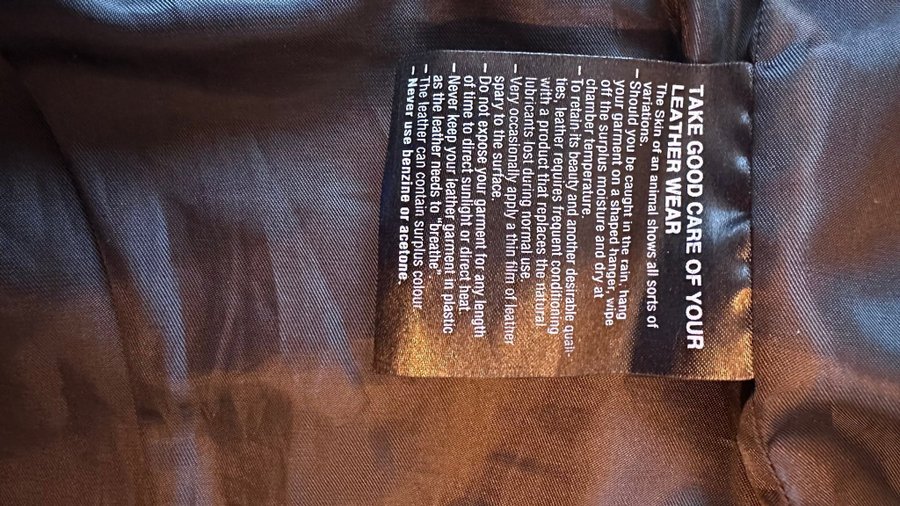 TAKE GOOD CARE OF YOUR
LEATHER WEAR
The Skin of an animal shows all sorts of
variations.
- Should you be caught in the rain, hang
your garment on a shaped hanger, wipe
off the surplus moisture and dry at
chamber temperature.
- To retain its beauty and another desirable quali-
ties, leather requires frequent conditioning
with a product that replaces the natural
lubricants lost during normal use.
- Very occasionally apply a thin film of leather
spary to the surface.
- Do not expose your garment for any length
of time to direct sunlight or direct heat.
- Never keep your leather garment in plastic
as the leather needs to "breathe".
- The leather can contain surplus colour
- Never use benzine or acetone.